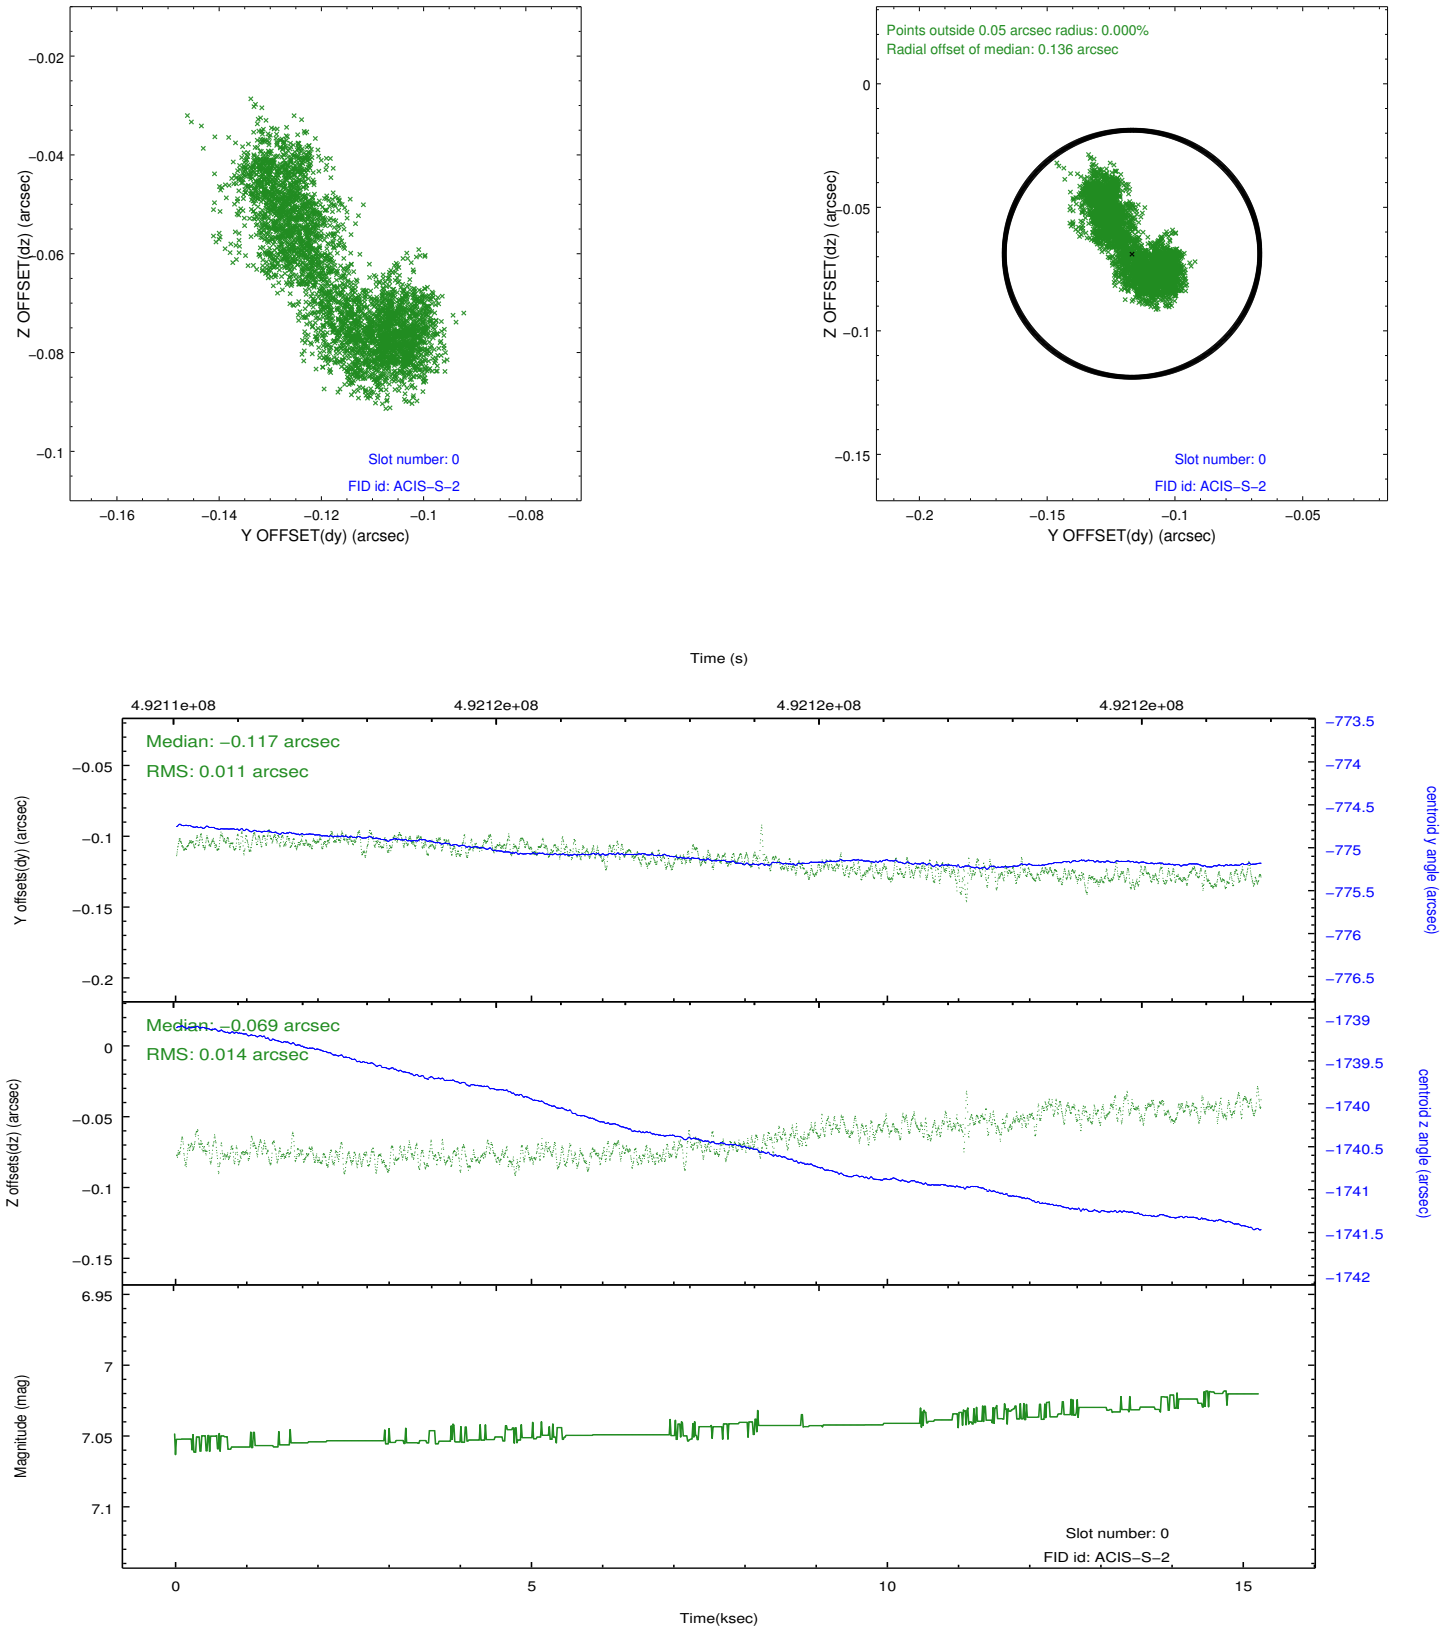 −0.02
−0.04
−0.06
−0.08
−0.1
Z OFFSET(dz) (arcsec)
Slot number: 0
FID id: ACIS−S−2
−0.16
−0.14
−0.12
−0.1
−0.08
Y OFFSET(dy) (arcsec)
Points outside 0.05 arcsec radius: 0.000%
Radial offset of median: 0.136 arcsec
0
−0.05
−0.1
−0.15
Z OFFSET(dz) (arcsec)
Slot number: 0
FID id: ACIS−S−2
−0.2
−0.15
−0.1
−0.05
Y OFFSET(dy) (arcsec)
Time (s)
4.9211e+08
4.9212e+08
4.9212e+08
4.9212e+08
Median: −0.117 arcsec
RMS: 0.011 arcsec
−0.05
−0.1
−0.15
−0.2
Y offsets(dy) (arcsec)
−773.5
−774
−774.5
−775
−775.5
−776
−776.5
centroid y angle (arcsec)
Median: −0.069 arcsec
RMS: 0.014 arcsec
0
−0.05
−0.1
−0.15
Z offsets(dz) (arcsec)
−1739
−1739.5
−1740
−1740.5
−1741
−1741.5
−1742
centroid z angle (arcsec)
6.95
7
7.05
7.1
Magnitude (mag)
Slot number: 0
FID id: ACIS−S−2
0
5
10
15
Time(ksec)